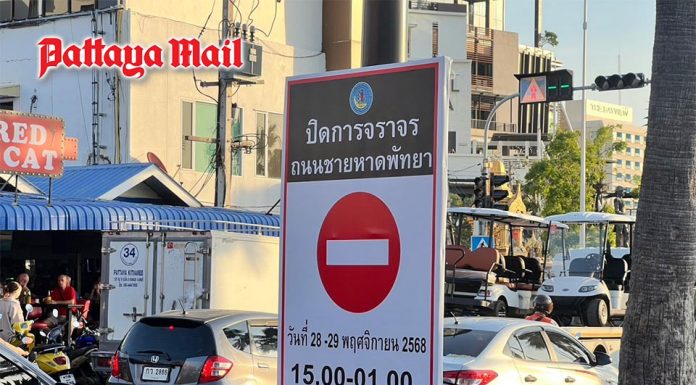 Pattaya Mail
RED
CAT
34
PATTAYA
ปิดการจราจร
ถนนชายหาดพัทยา
วันที่ 28 -29 พฤศจิกายน 2568
15.00-01.00